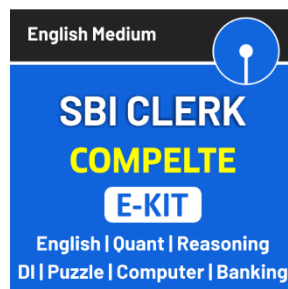 English Medium
SBI CLERK
COMPELTE
E-KIT
English | Quant | Reasoning
DI | Puzzle | Computer | Banking